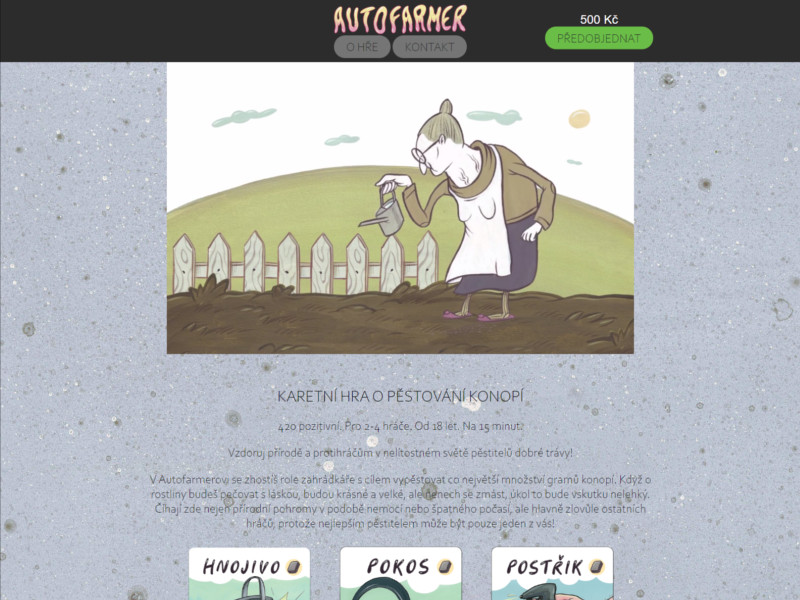 AUTOFARMER
O HŘE
KONTAKT
500 Kč
PŘEDOBJEDNAT
KARETNÍ HRA O PĚSTOVÁNÍ KONOPÍ
420 pozitivní. Pro 2-4 hráče. Od 18 let. Na 15 minut.
Vzdoruj přírodě a protihráčům v nelítostném světě pěstitelů dobré trávy!
V Autofarmerovi se zhostíš role zahrádkáře s cílem vypěstovat co největší množství gramů konopí. Když o
rostliny budeš pečovat s láskou, budou krásné a velké, ale nenech se zmást, úkol to bude vskutku nelehký.
Číhají zde nejen přírodní pohromy v podobě nemocí nebo špatného počasí, ale hlavně zlovůle ostatních
hráčů, protože nejlepším pěstitelem může být pouze jeden z vás!
HNOJIVO
POKOS
POSTŘIK